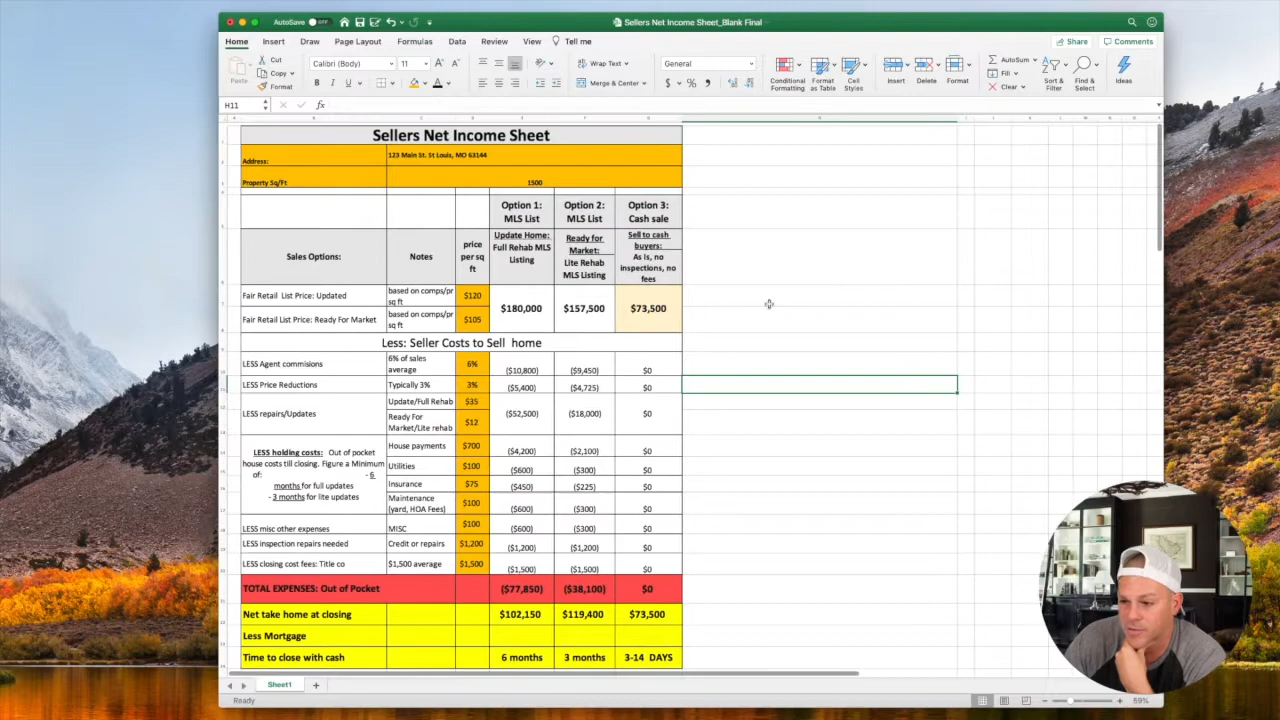 AutoSave OFF
Sellers Net Income Sheet_Blank Final
Home Insert Draw Page Layout Formulas Data Review View Tell me Share Comments
Paste Cut Copy Format
Calibri (Body) 11
B I U
Wrap Text
Merge & Center
General
$ %
Conditional Formatting
Format as Table
Cell Styles
Insert Delete Format
AutoSum
Fill
Clear
Sort & Filter
Find & Select
Ideas
H11 fx
Sellers Net Income Sheet
Address: 123 Main St. St Louis, MO 63144
Property Sq/Ft 1500
Option 1: MLS List
Option 2: MLS List
Option 3: Cash sale
Sales Options:
Notes
price per sq ft
Update Home: Full Rehab MLS Listing
Ready for Market: Lite Rehab MLS Listing
Sell to cash buyers: As Is, no inspections, no fees
Fair Retail List Price: Updated based on comps/pr sq ft $120
$180,000 $157,500 $73,500
Fair Retail List Price: Ready For Market based on comps/pr sq ft $105
Less: Seller Costs to Sell home
LESS Agent commisions 6% of sales average 6% ($10,800) ($9,450) $0
LESS Price Reductions Typically 3% 3% ($5,400) ($4,725) $0
LESS repairs/Updates Update/Full Rehab $35 ($52,500) ($18,000) $0
Ready For Market/Lite rehab $12
LESS holding costs: Out of pocket
house costs till closing. Figure a Minimum
of: - 6
months for full updates
- 3 months for lite updates
House payments $700 ($4,200) ($2,100) $0
Utilities $100 ($600) ($300) $0
Insurance $75 ($450) ($225) $0
Maintenance (yard, HOA Fees) $100 ($600) ($300) $0
LESS misc other expenses MISC $100 ($600) ($300) $0
LESS inspection repairs needed Credit or repairs $1,200 ($1,200) ($1,200) $0
LESS closing cost fees: Title co $1,500 average $1,500 ($1,500) ($1,500) $0
TOTAL EXPENSES: Out of Pocket ($77,850) ($38,100) $0
Net take home at closing $102,150 $119,400 $73,500
Less Mortgage
Time to close with cash 6 months 3 months 3-14 DAYS
Sheet1
Ready
59%